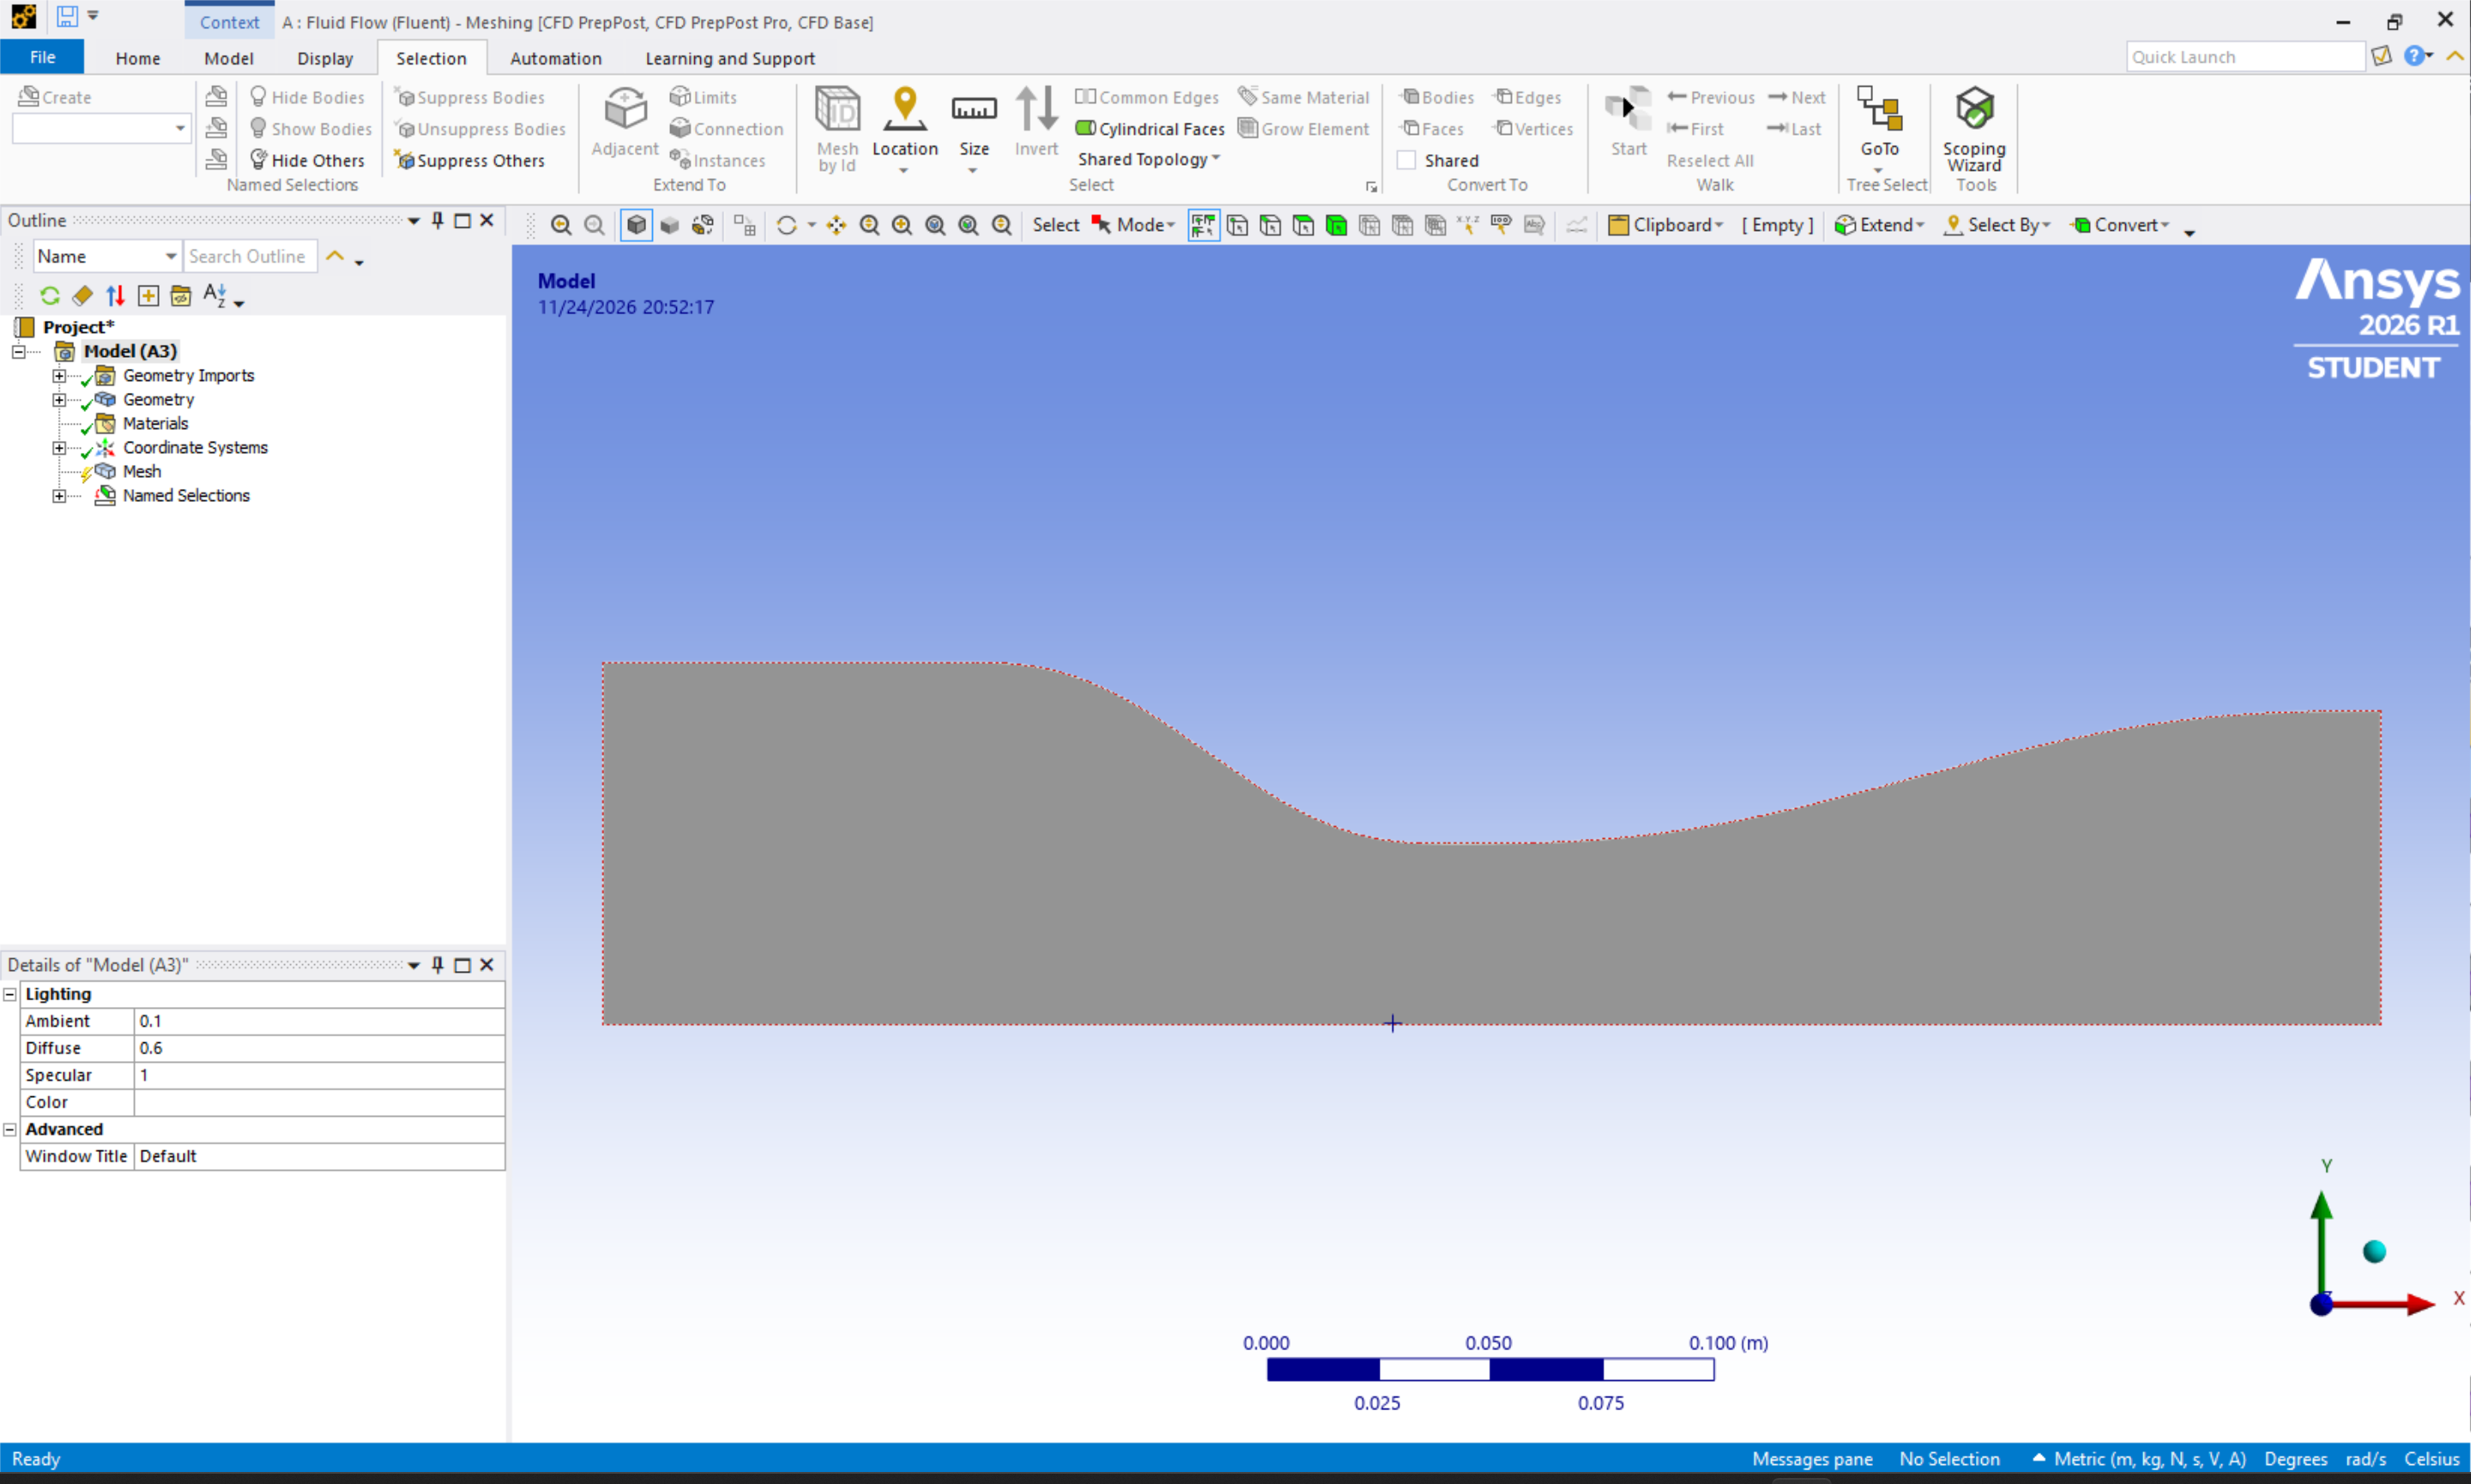 Context A : Fluid Flow (Fluent) - Meshing [CFD PrepPost, CFD PrepPost Pro, CFD Base]
File Home Model Display Selection Automation Learning and Support Quick Launch
Create Hide Bodies Suppress Bodies Limits Common Edges Same Material Bodies Edges Previous Next
Show Bodies Unsuppress Bodies Connection Cylindrical Faces Grow Element Faces Vertices First Last
Adjacent Mesh by Id Location Size Invert Start GoTo Scoping Wizard
Hide Others Suppress Others Instances Shared Topology Shared Reselect All
Named Selections Extend To Select Convert To Walk Tree Select Tools
Outline
Select Mode Clipboard [ Empty ] Extend Select By Convert
Name Search Outline
Project*
Model (A3)
Geometry Imports
Geometry
Materials
Coordinate Systems
Mesh
Named Selections
Model
11/24/2026 20:52:17
Ansys
2026 R1
STUDENT
Details of "Model (A3)"
Lighting
Ambient 0.1
Diffuse 0.6
Specular 1
Color
Advanced
Window Title Default
Y
X
0.000 0.050 0.100 (m)
0.025 0.075
Ready Messages pane No Selection Metric (m, kg, N, s, V, A) Degrees rad/s Celsius